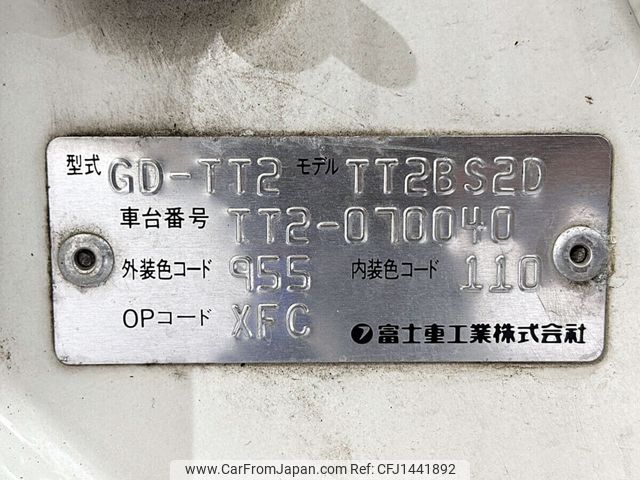 型式 GD-TT2 モデル TT2BS2D
車台番号 TT2-070040
外装色コード 955 内装色コード 110
OPコード XFC フ富士重工業株式会社
www.CarFromJapan.com | CFJ1441892